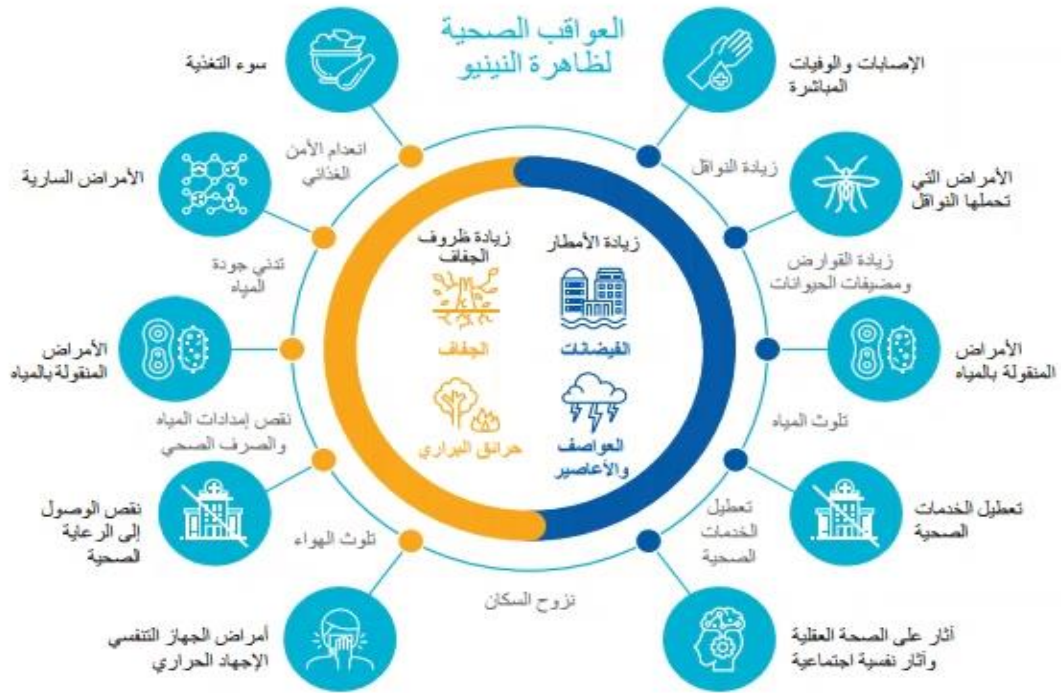 العواقب الصحية
لظاهرة النينيو
الإصابات والوفيات
المباشرة
زيادة النواقل
الأمراض التي
تحملها النواقل
زيادة القوارض
ومضيفات الحيوانات
الأمراض
المنقولة بالمياه
تلوث المياه
تعطيل الخدمات
الصحية
تعطيل
الخدمات
الصحية
آثار على الصحة العقلية
وآثار نفسية اجتماعية
نزوح السكان
زيادة الأمطار
الفيضانات
العواصف
والأعاصير
زيادة ظروف
الجفاف
الجفاف
حرائق البراري
سوء التغذية
انعدام الأمن
الغذائي
الأمراض السارية
تدني جودة
المياه
الأمراض
المنقولة بالمياه
نقص إمدادات المياه
والصرف الصحي
نقص الوصول
إلى الرعاية
الصحية
تلوث الهواء
أمراض الجهاز التنفسي
الإجهاد الحراري